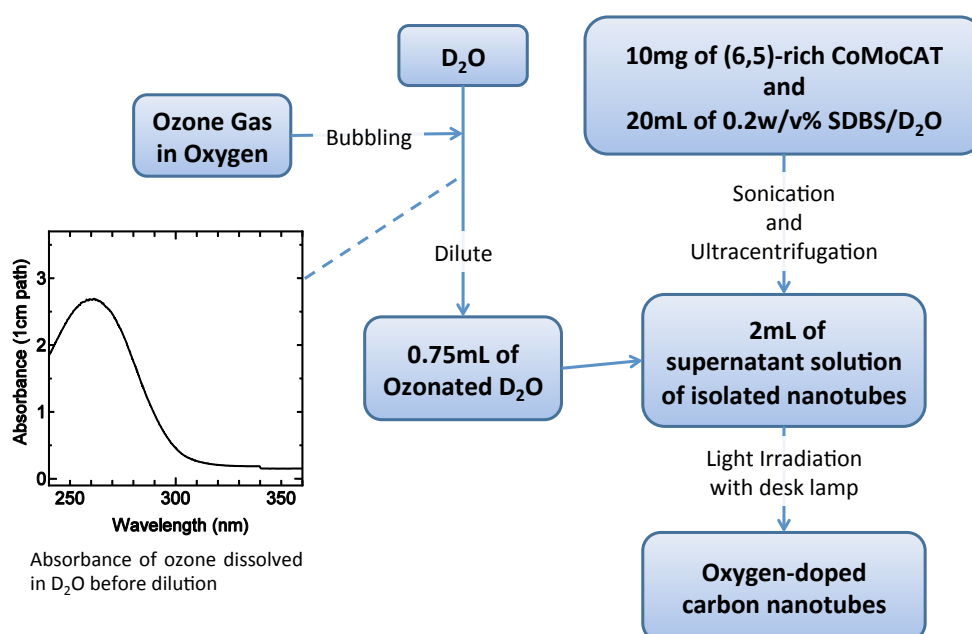 D₂O
Ozone Gas
in Oxygen
Bubbling
10mg of (6,5)-rich CoMoCAT
and
20mL of 0.2w/v% SDBS/D₂O
Sonication
and
Ultracentrifugation
Dilute
0.75mL of
Ozonated D₂O
2mL of
supernatant solution
of isolated nanotubes
Light Irradiation
with desk lamp
Oxygen-doped
carbon nanotubes
Absorbance (1cm path)
3
2
1
0
250 300 350
Wavelength (nm)
Absorbance of ozone dissolved
in D₂O before dilution